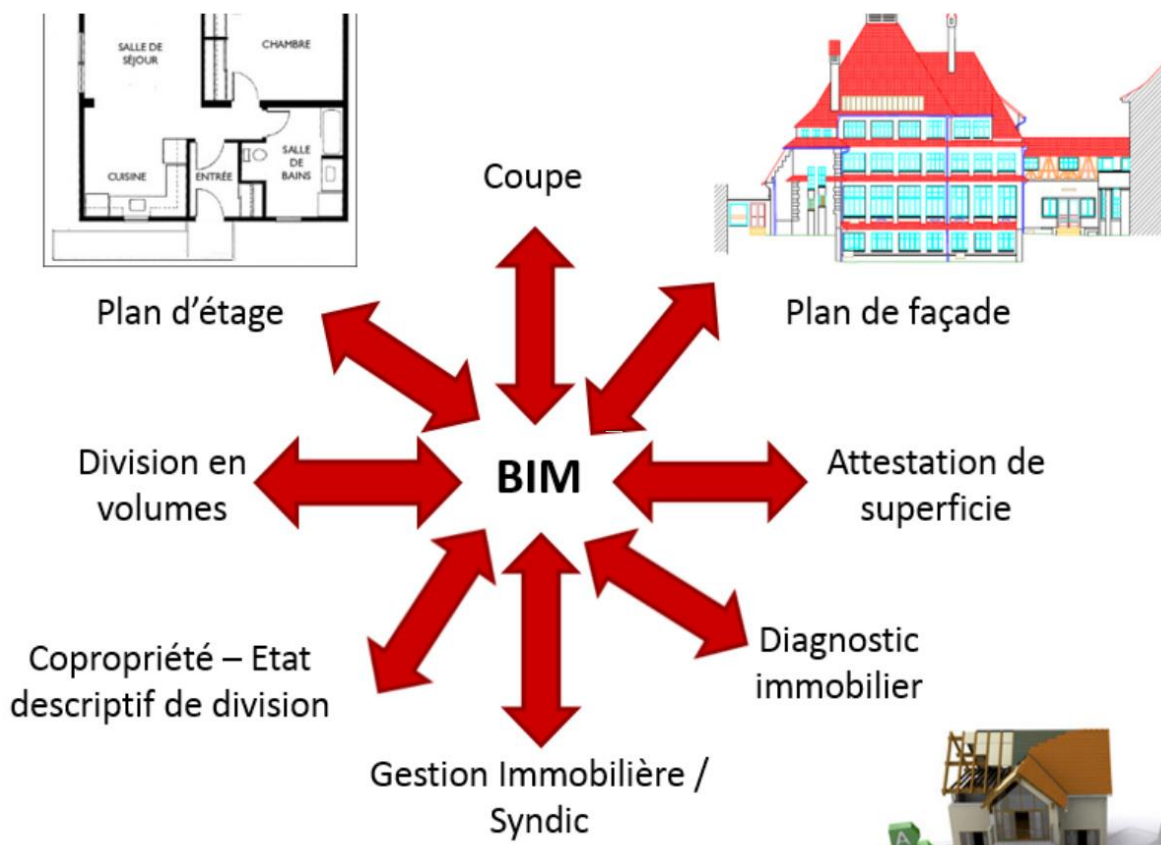 SALLE DE
SÉJOUR
CHAMBRE
CUISINE
ENTRÉE
SALLE
DE
BAINS
Coupe
Plan d’étage
Plan de façade
Division en
volumes
BIM
Attestation de
superficie
Copropriété – Etat
descriptif de division
Diagnostic
immobilier
Gestion Immobilière /
Syndic
A